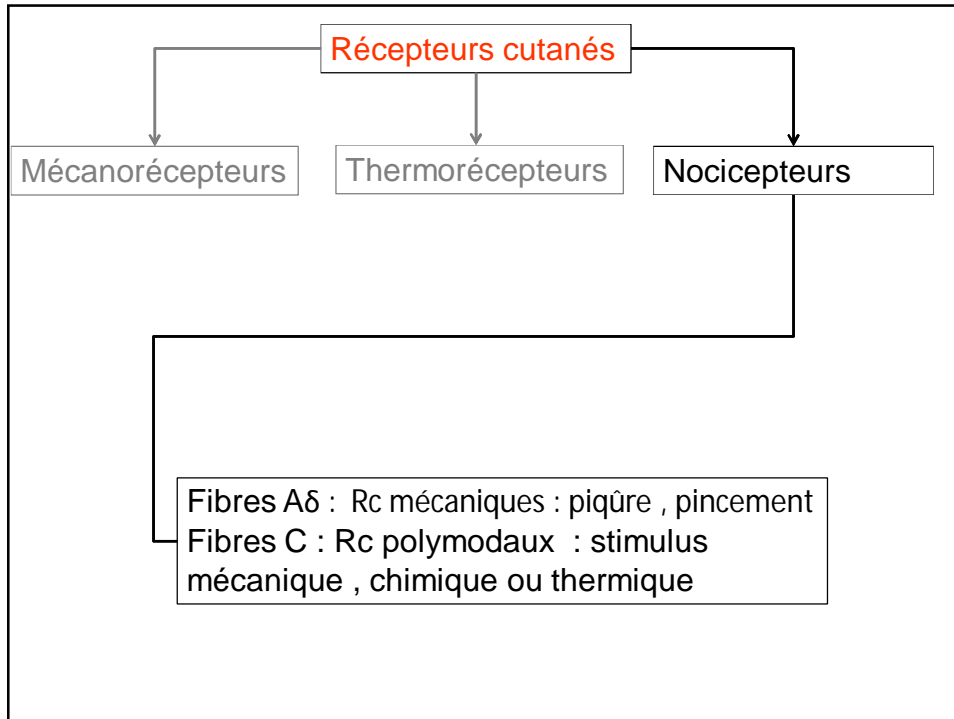 Récepteurs cutanés
Mécanorécepteurs
Thermorécepteurs
Nocicepteurs
Fibres Aδ : Rc mécaniques : piqûre , pincement
Fibres C : Rc polymodaux : stimulus
mécanique , chimique ou thermique